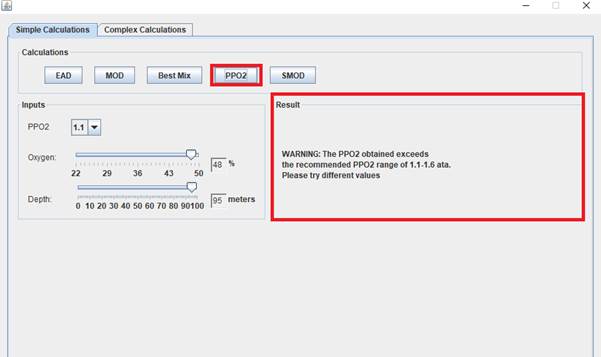 Simple Calculations Complex Calculations
Calculations
EAD MOD Best Mix PPO2 SMOD
Inputs
PPO2 1.1
Oxygen: 48 %
22 29 36 43 50
Depth: 95 meters
0 10 20 30 40 50 60 70 80 90100
Result
WARNING: The PPO2 obtained exceeds
the recommended PPO2 range of 1.1-1.6 ata.
Please try different values